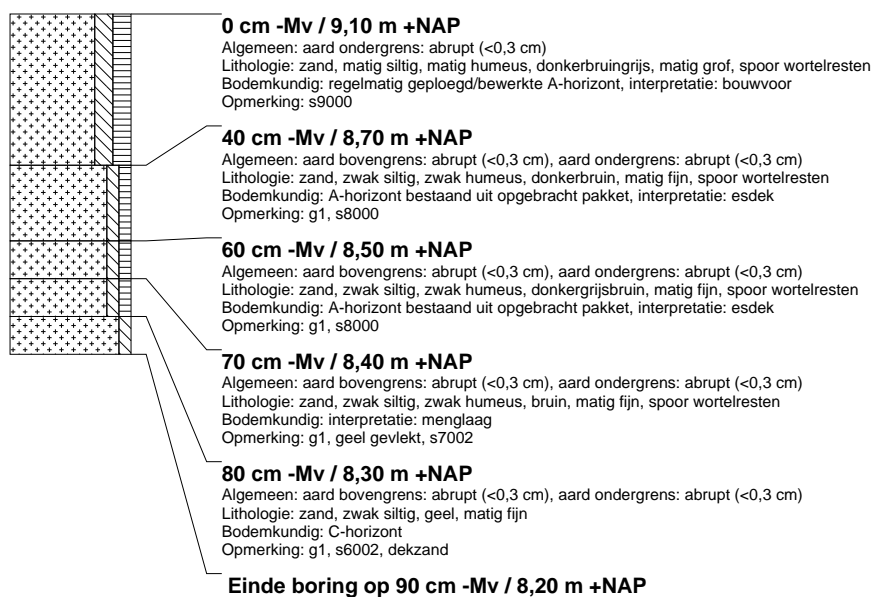 0 cm -Mv / 9,10 m +NAP
Algemeen: aard ondergrens: abrupt (<0,3 cm)
Lithologie: zand, matig siltig, matig humeus, donkerbruingrijs, matig grof, spoor wortelresten
Bodemkundig: regelmatig geploegd/bewerkte A-horizont, interpretatie: bouwvoor
Opmerking: s9000
40 cm -Mv / 8,70 m +NAP
Algemeen: aard bovengrens: abrupt (<0,3 cm), aard ondergrens: abrupt (<0,3 cm)
Lithologie: zand, zwak siltig, zwak humeus, donkerbruin, matig fijn, spoor wortelresten
Bodemkundig: A-horizont bestaand uit opgebracht pakket, interpretatie: esdek
Opmerking: g1, s8000
60 cm -Mv / 8,50 m +NAP
Algemeen: aard bovengrens: abrupt (<0,3 cm), aard ondergrens: abrupt (<0,3 cm)
Lithologie: zand, zwak siltig, zwak humeus, donkergrijsbruin, matig fijn, spoor wortelresten
Bodemkundig: A-horizont bestaand uit opgebracht pakket, interpretatie: esdek
Opmerking: g1, s8000
70 cm -Mv / 8,40 m +NAP
Algemeen: aard bovengrens: abrupt (<0,3 cm), aard ondergrens: abrupt (<0,3 cm)
Lithologie: zand, zwak siltig, zwak humeus, bruin, matig fijn, spoor wortelresten
Bodemkundig: interpretatie: menglaag
Opmerking: g1, geel gevlekt, s7002
80 cm -Mv / 8,30 m +NAP
Algemeen: aard bovengrens: abrupt (<0,3 cm), aard ondergrens: abrupt (<0,3 cm)
Lithologie: zand, zwak siltig, geel, matig fijn
Bodemkundig: C-horizont
Opmerking: g1, s6002, dekzand
Einde boring op 90 cm -Mv / 8,20 m +NAP